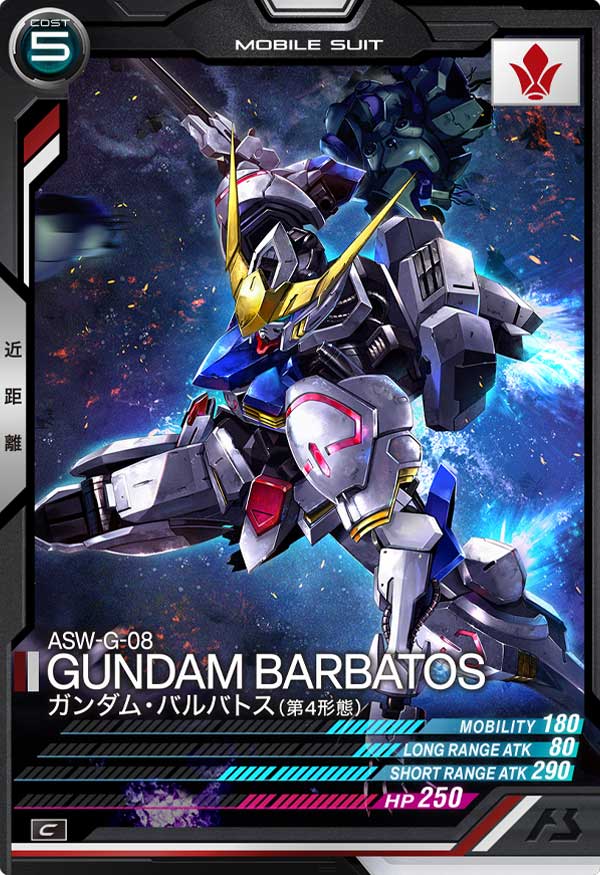 COST
5
MOBILE SUIT
近距離
ASW-G-08
GUNDAM BARBATOS
ガンダム・バルバトス(第4形態)
MOBILITY 180
LONG RANGE ATK 80
SHORT RANGE ATK 290
HP 250
C